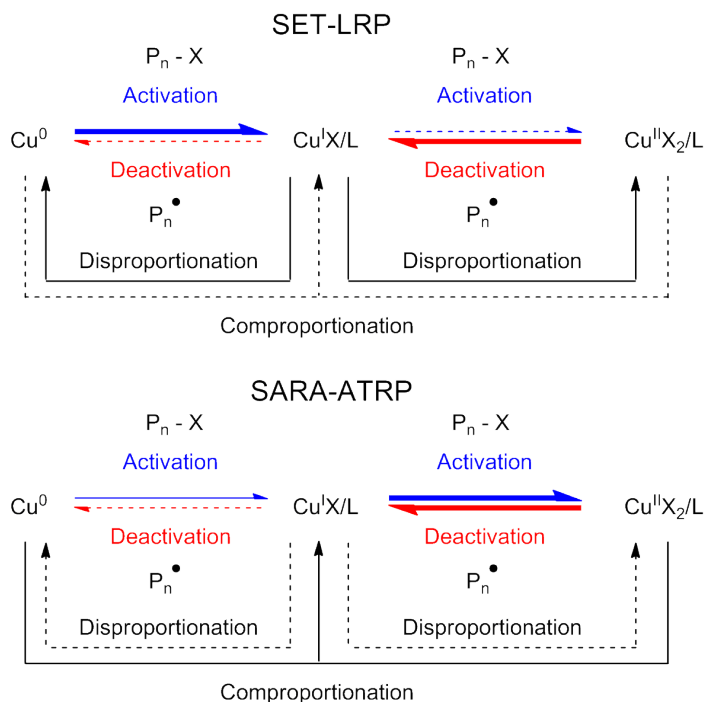 SET-LRP
Pn - X Pn - X
Activation Activation
Cu0 CuIX/L CuIIX2/L
Deactivation Deactivation
Pn• Pn•
Disproportionation Disproportionation
Comproportionation
SARA-ATRP
Pn - X Pn - X
Activation Activation
Cu0 CuIX/L CuIIX2/L
Deactivation Deactivation
Pn• Pn•
Disproportionation Disproportionation
Comproportionation